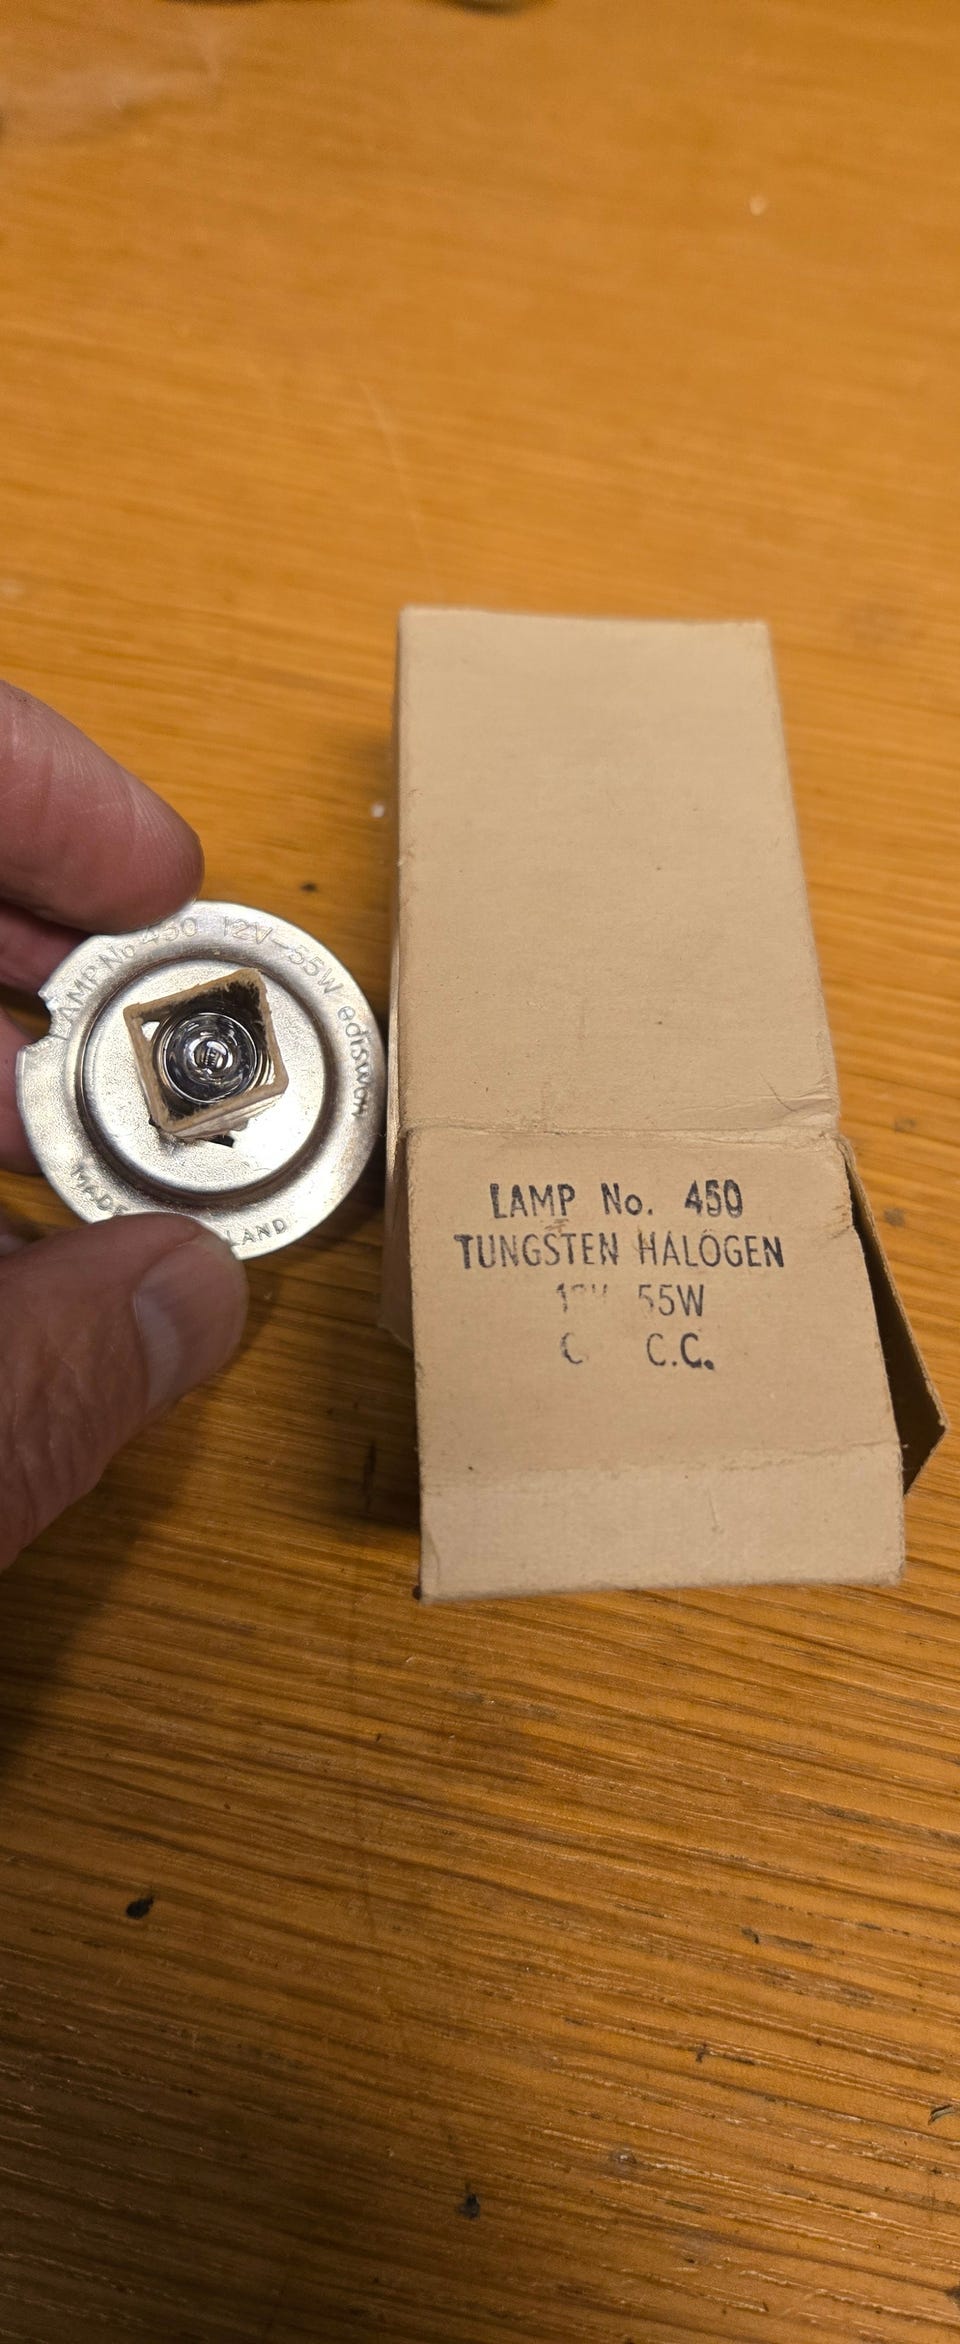 LAMP No 450 12V-55W ediswan
MADE LAND
LAMP No. 450
TUNGSTEN HALOGEN
55W
C.C.